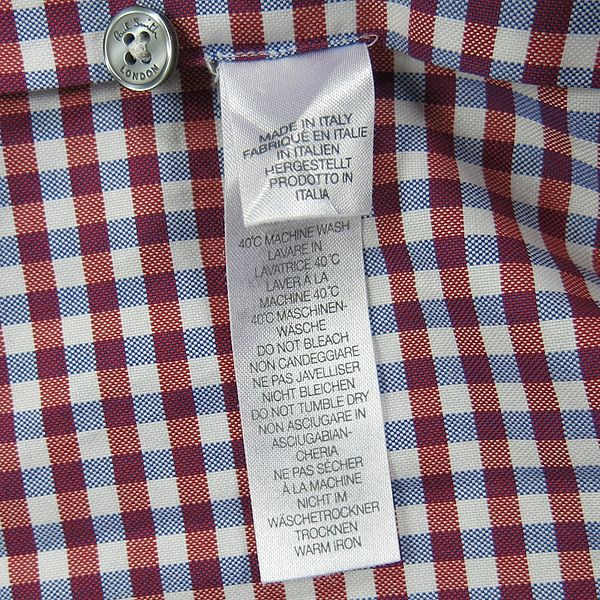 Paul Smith
LONDON
MADE IN ITALY
FABRIQUÉ EN ITALIE
IN ITALIEN
HERGESTELLT
PRODOTTO IN
ITALIA
40°C MACHINE WASH
LAVARE IN
LAVATRICE 40°C
LAVER À LA
MACHINE 40°C
40°C MASCHINEN-
WÄSCHE
DO NOT BLEACH
NON CANDEGGIARE
NE PAS JAVELLISER
NICHT BLEICHEN
DO NOT TUMBLE DRY
NON ASCIUGARE IN
ASCIUGABIAN-
CHERIA
NE PAS SÉCHER
À LA MACHINE
NICHT IM
WÄSCHETROCKNER
TROCKNEN
WARM IRON